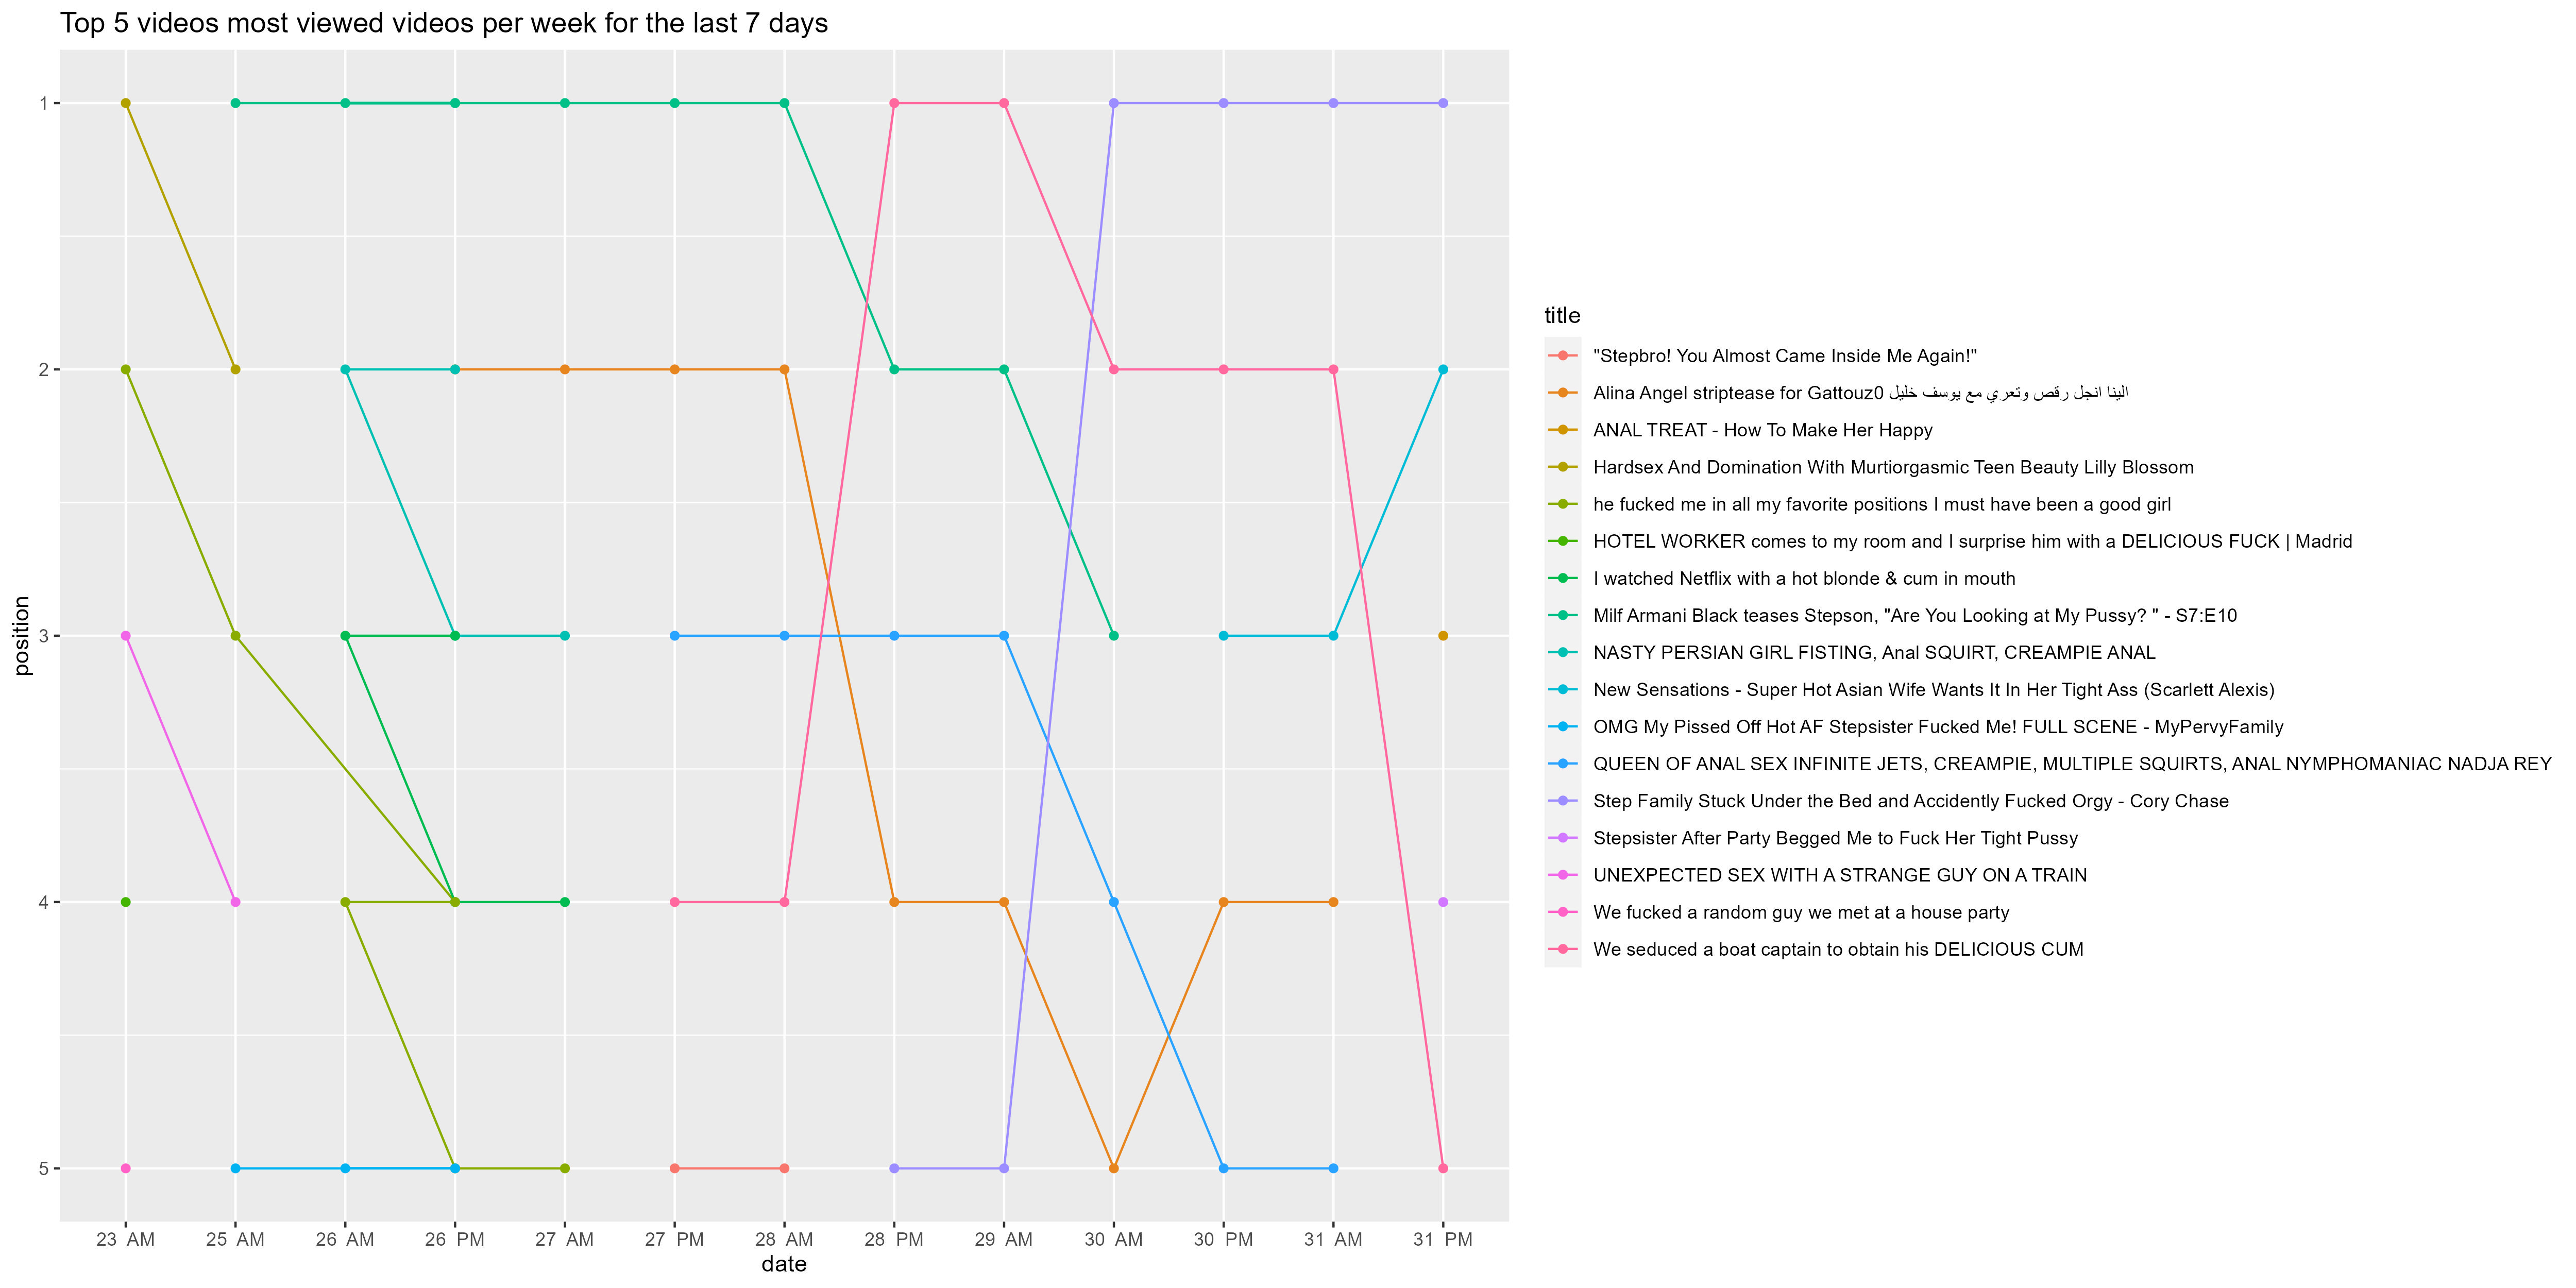 Top 5 videos most viewed videos per week for the last 7 days
position
1
2
3
4
5
23 AM
25 AM
26 AM
26 PM
27 AM
27 PM
28 AM
28 PM
29 AM
30 AM
30 PM
31 AM
31 PM
date
title
"Stepbro! You Almost Came Inside Me Again!"
Alina Angel striptease for Gattouz0 الينا انجل رقص وتعري مع يوسف خليل
ANAL TREAT - How To Make Her Happy
Hardsex And Domination With Murtiorgasmic Teen Beauty Lilly Blossom
he fucked me in all my favorite positions I must have been a good girl
HOTEL WORKER comes to my room and I surprise him with a DELICIOUS FUCK | Madrid
I watched Netflix with a hot blonde & cum in mouth
Milf Armani Black teases Stepson, "Are You Looking at My Pussy? " - S7:E10
NASTY PERSIAN GIRL FISTING, Anal SQUIRT, CREAMPIE ANAL
New Sensations - Super Hot Asian Wife Wants It In Her Tight Ass (Scarlett Alexis)
OMG My Pissed Off Hot AF Stepsister Fucked Me! FULL SCENE - MyPervyFamily
QUEEN OF ANAL SEX INFINITE JETS, CREAMPIE, MULTIPLE SQUIRTS, ANAL NYMPHOMANIAC NADJA REY
Step Family Stuck Under the Bed and Accidently Fucked Orgy - Cory Chase
Stepsister After Party Begged Me to Fuck Her Tight Pussy
UNEXPECTED SEX WITH A STRANGE GUY ON A TRAIN
We fucked a random guy we met at a house party
We seduced a boat captain to obtain his DELICIOUS CUM